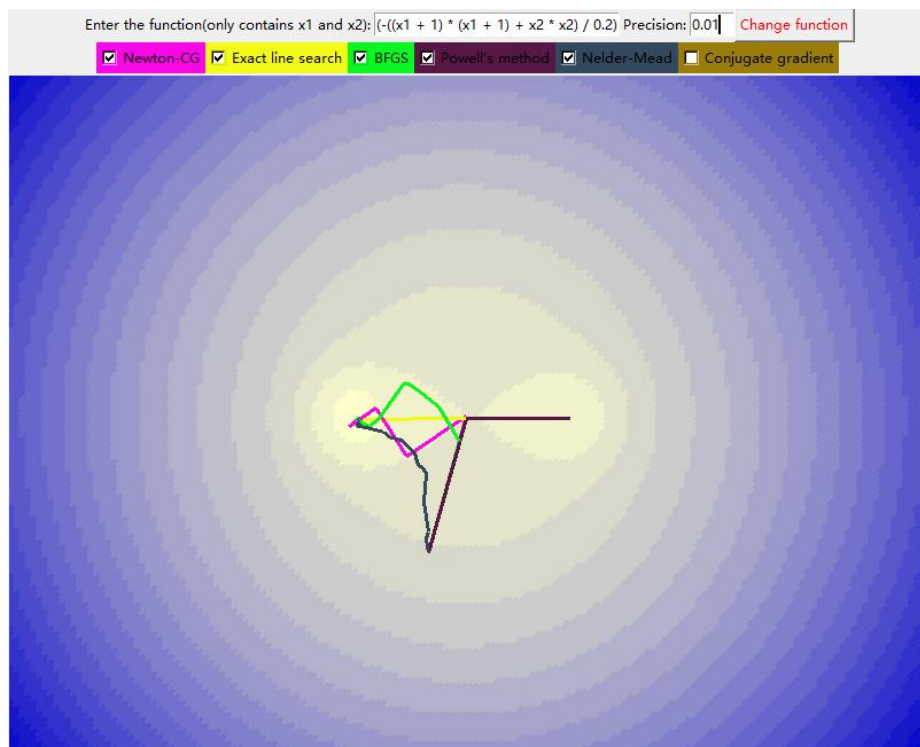 Enter the function(only contains x1 and x2): (-((x1 + 1) * (x1 + 1) + x2 * x2) / 0.2) Precision: 0.01 Change function
Newton-CG Exact line search BFGS Powell's method Nelder-Mead Conjugate gradient